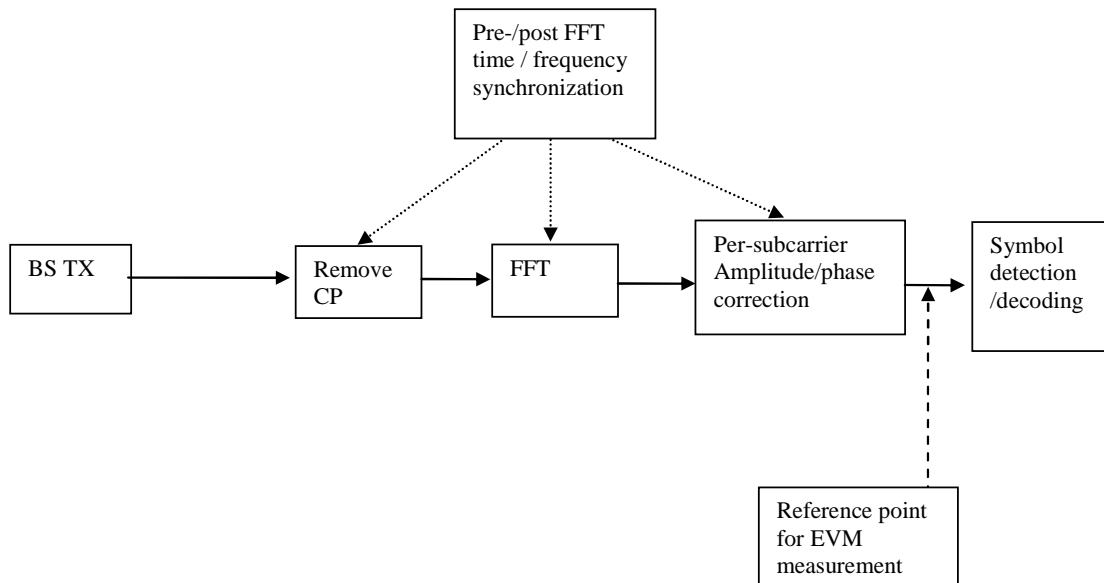 Pre-/post FFT
time / frequency
synchronization
BS TX
Remove
CP
FFT
Per-subcarrier
Amplitude/phase
correction
Symbol
detection
/decoding
Reference point
for EVM
measurement